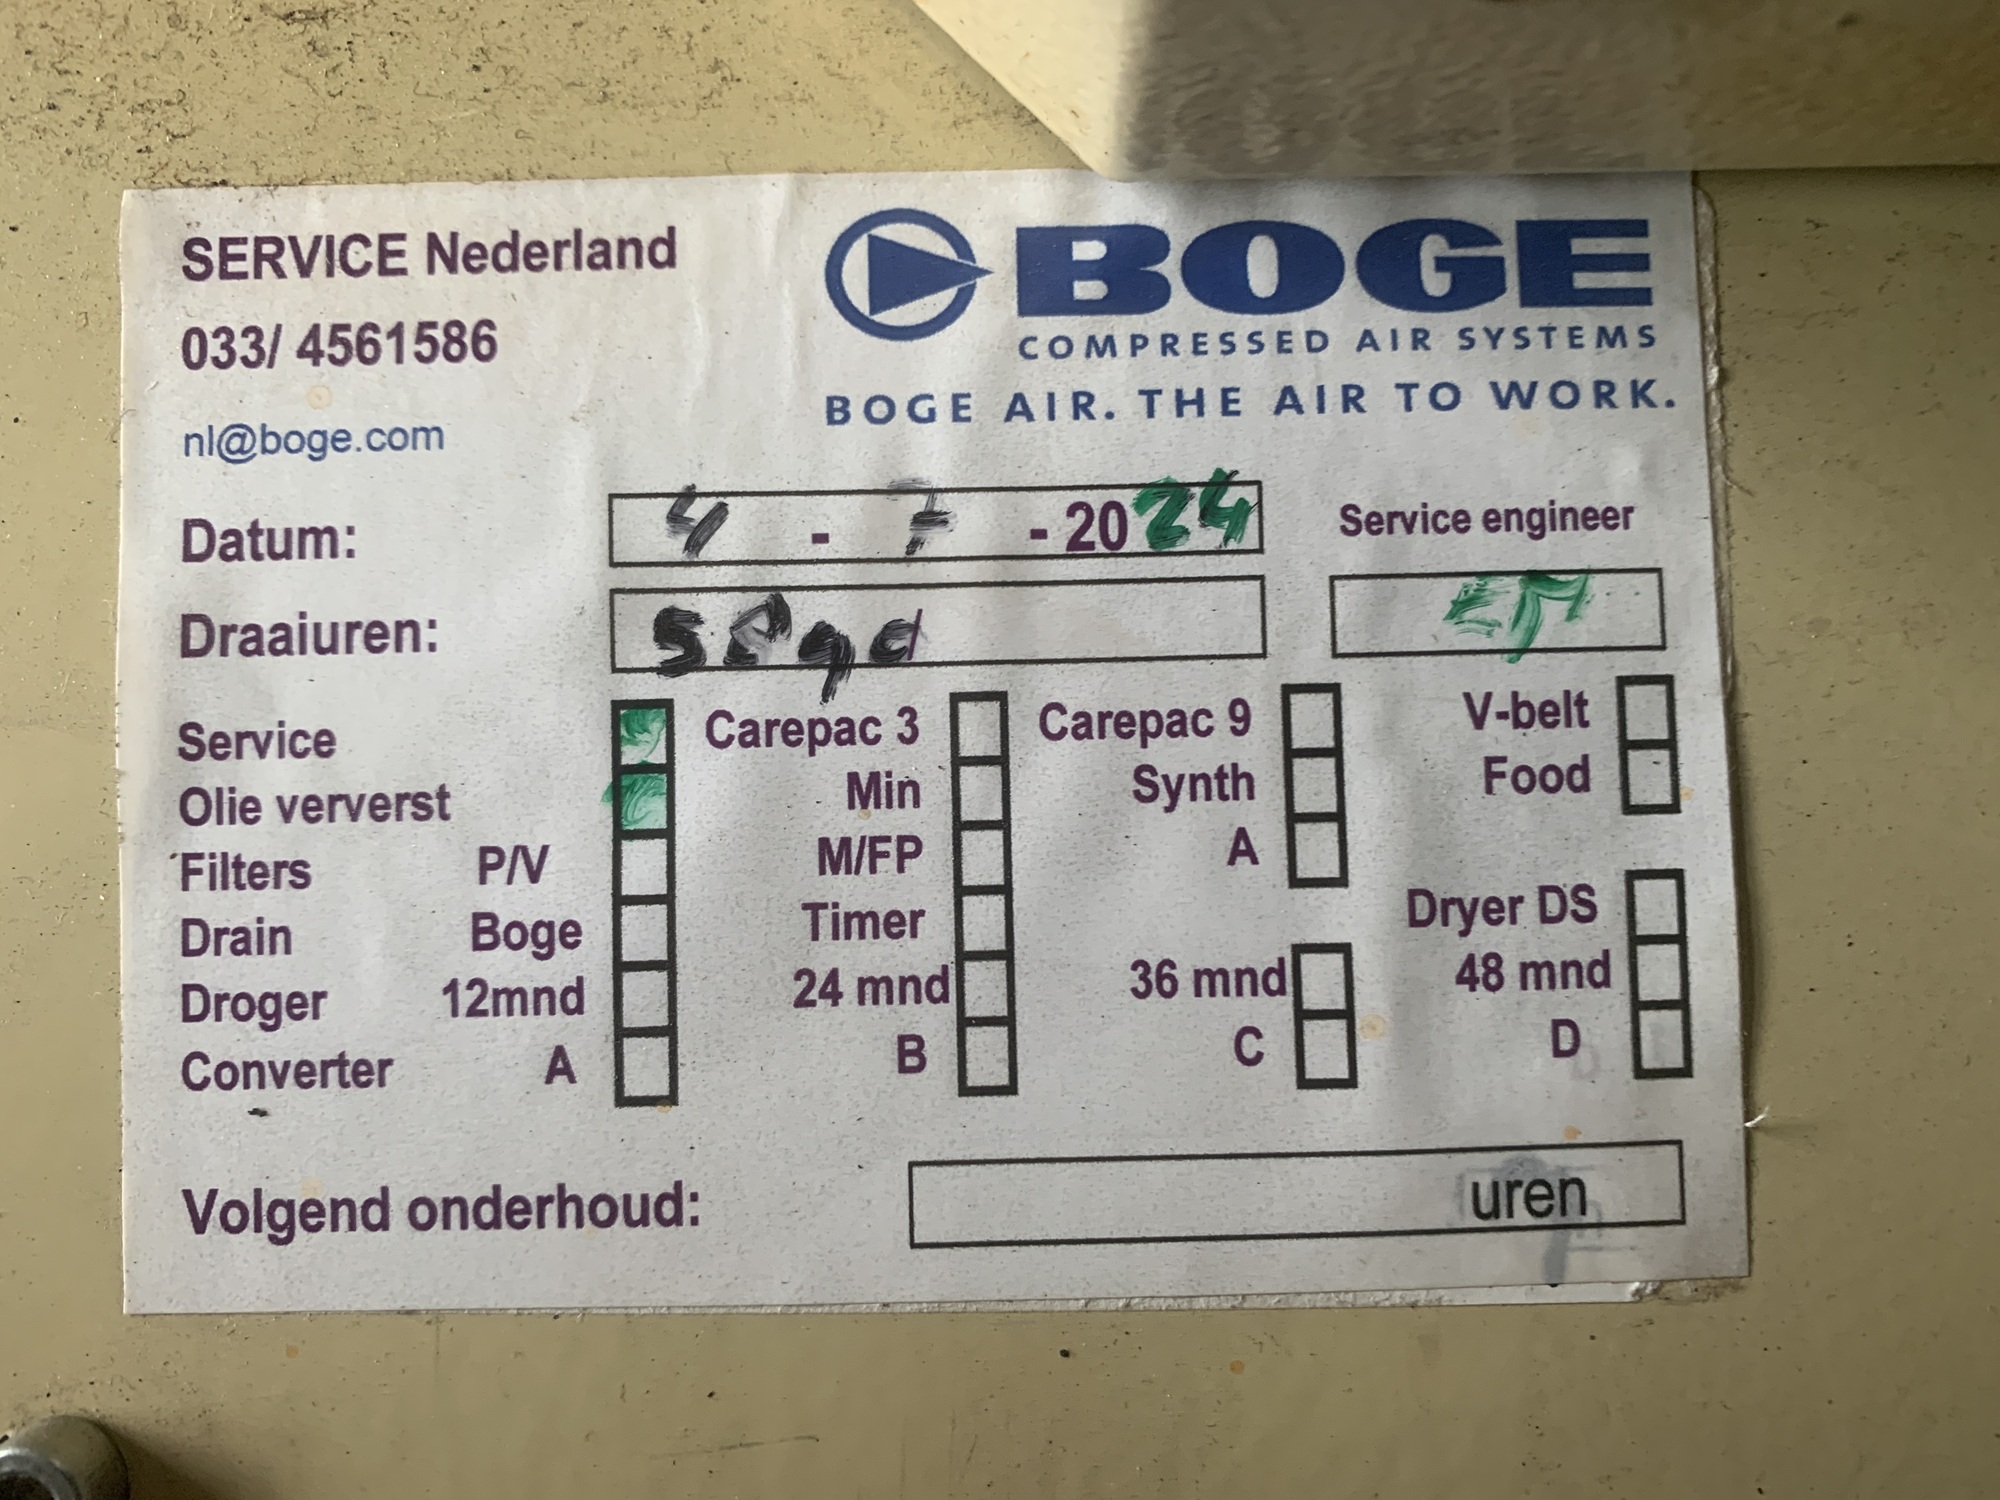 SERVICE Nederland
033/ 4561586
nl@boge.com
BOGE
COMPRESSED AIR SYSTEMS
BOGE AIR. THE AIR TO WORK.
Datum: 4 - 7 - 2024
Service engineer
Draaiuren:
Service Carepac 3 Carepac 9 V-belt
Olie ververst Min Synth Food
Filters P/V M/FP A
Drain Boge Timer Dryer DS
Droger 12mnd 24 mnd 36 mnd 48 mnd
Converter A B C D
Volgend onderhoud: uren